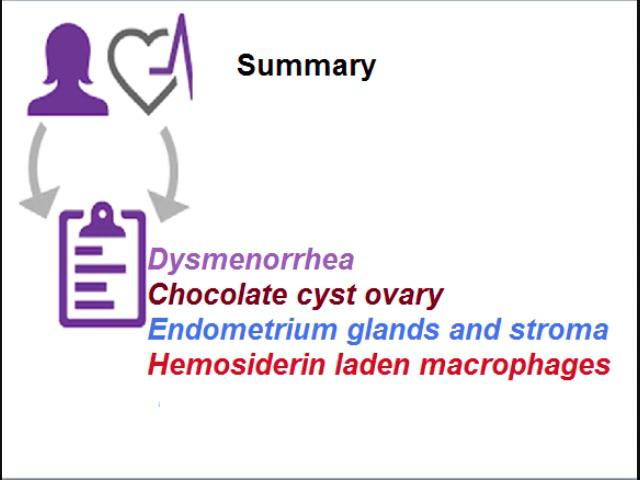 Summary
Dysmenorrhea
Chocolate cyst ovary
Endometrium glands and stroma
Hemosiderin laden macrophages